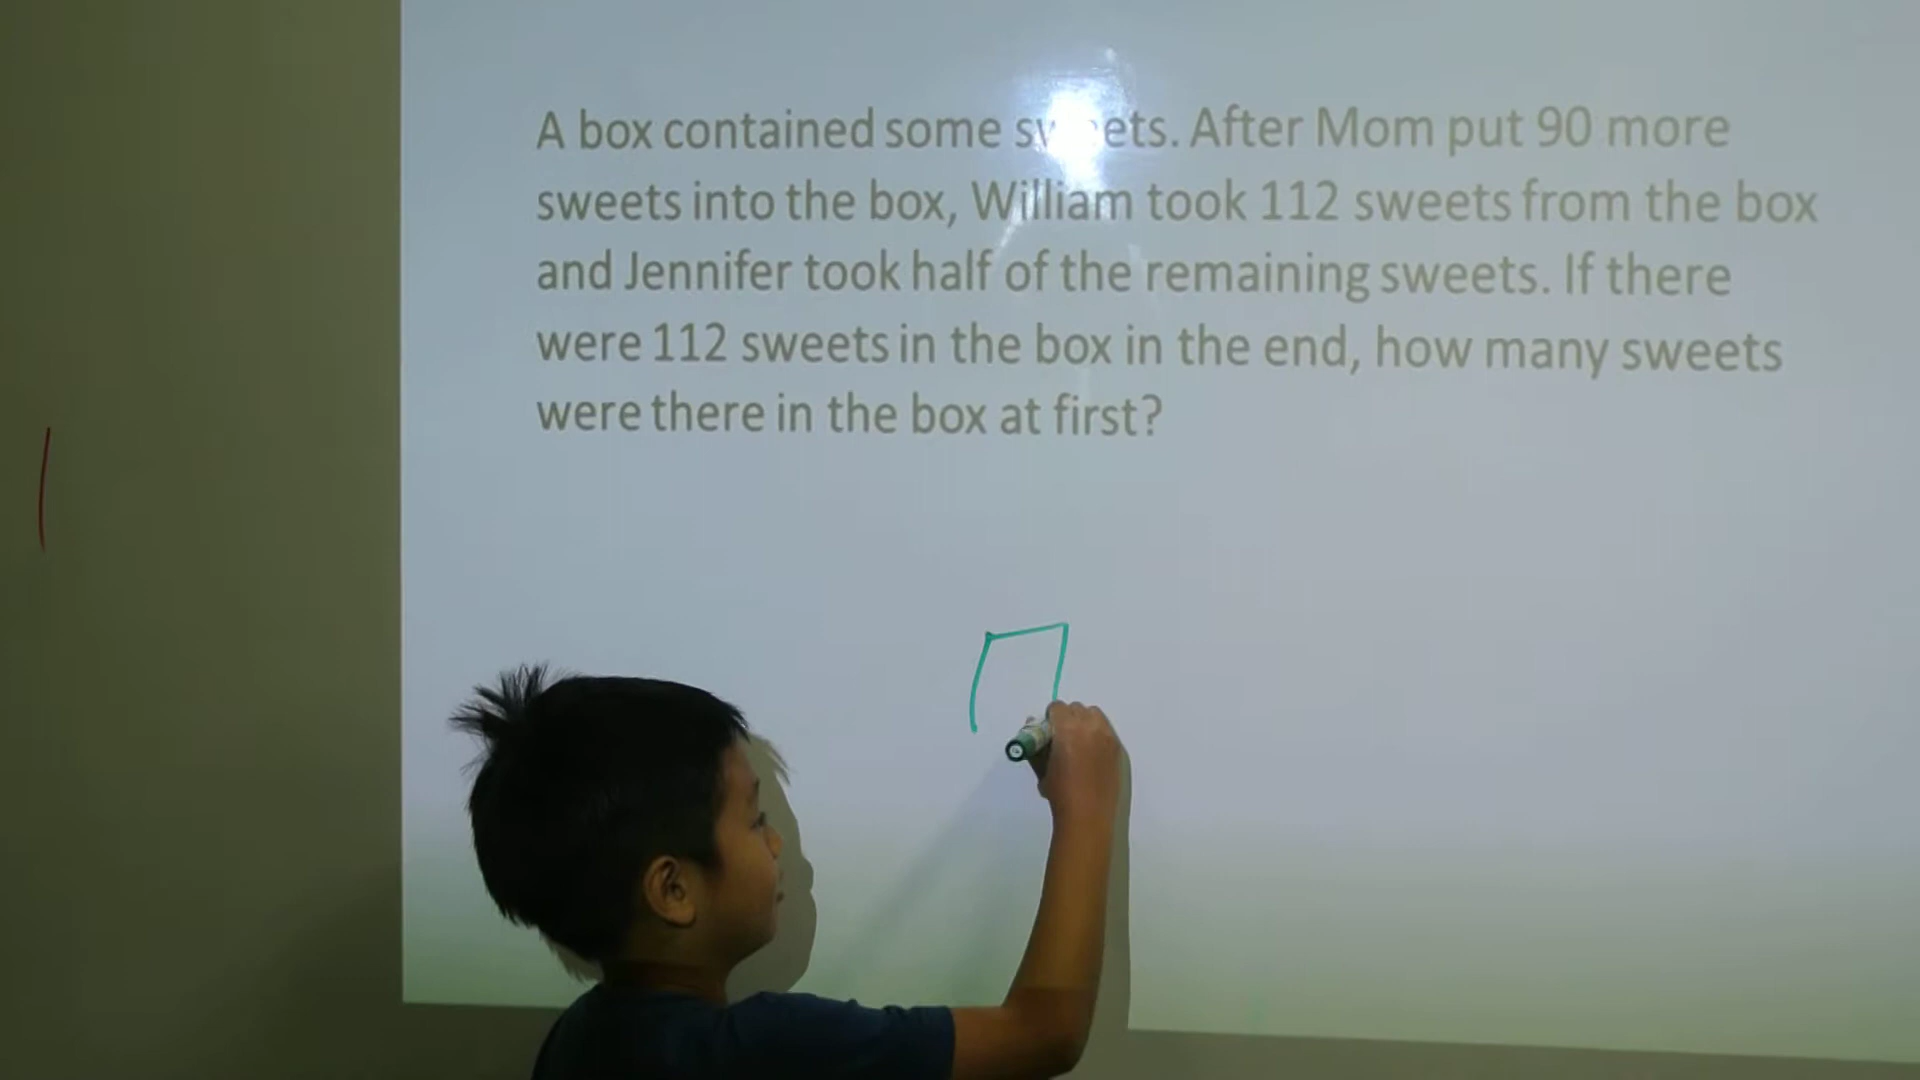 A box contained some sweets. After Mom put 90 more
sweets into the box, William took 112 sweets from the box
and Jennifer took half of the remaining sweets. If there
were 112 sweets in the box in the end, how many sweets
were there in the box at first?